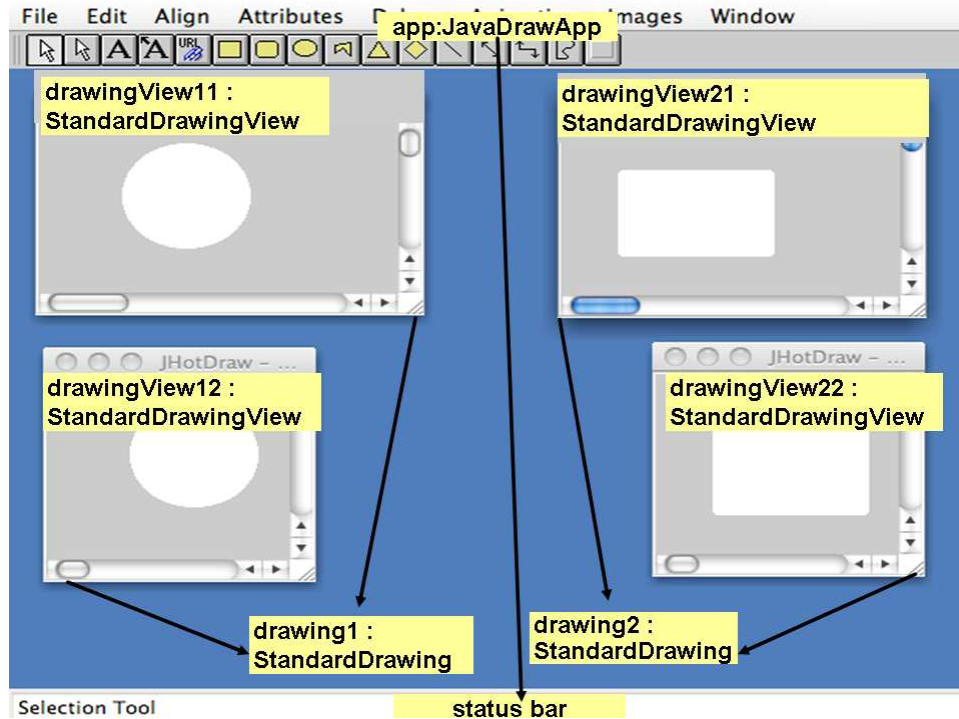 File Edit Align Attributes Images Window
app:JavaDrawApp
A A URL
drawingView11 :
StandardDrawingView
drawingView21 :
StandardDrawingView
JHotDraw – ...
JHotDraw – ...
drawingView12 :
StandardDrawingView
drawingView22 :
StandardDrawingView
drawing1 :
StandardDrawing
drawing2 :
StandardDrawing
Selection Tool
status bar